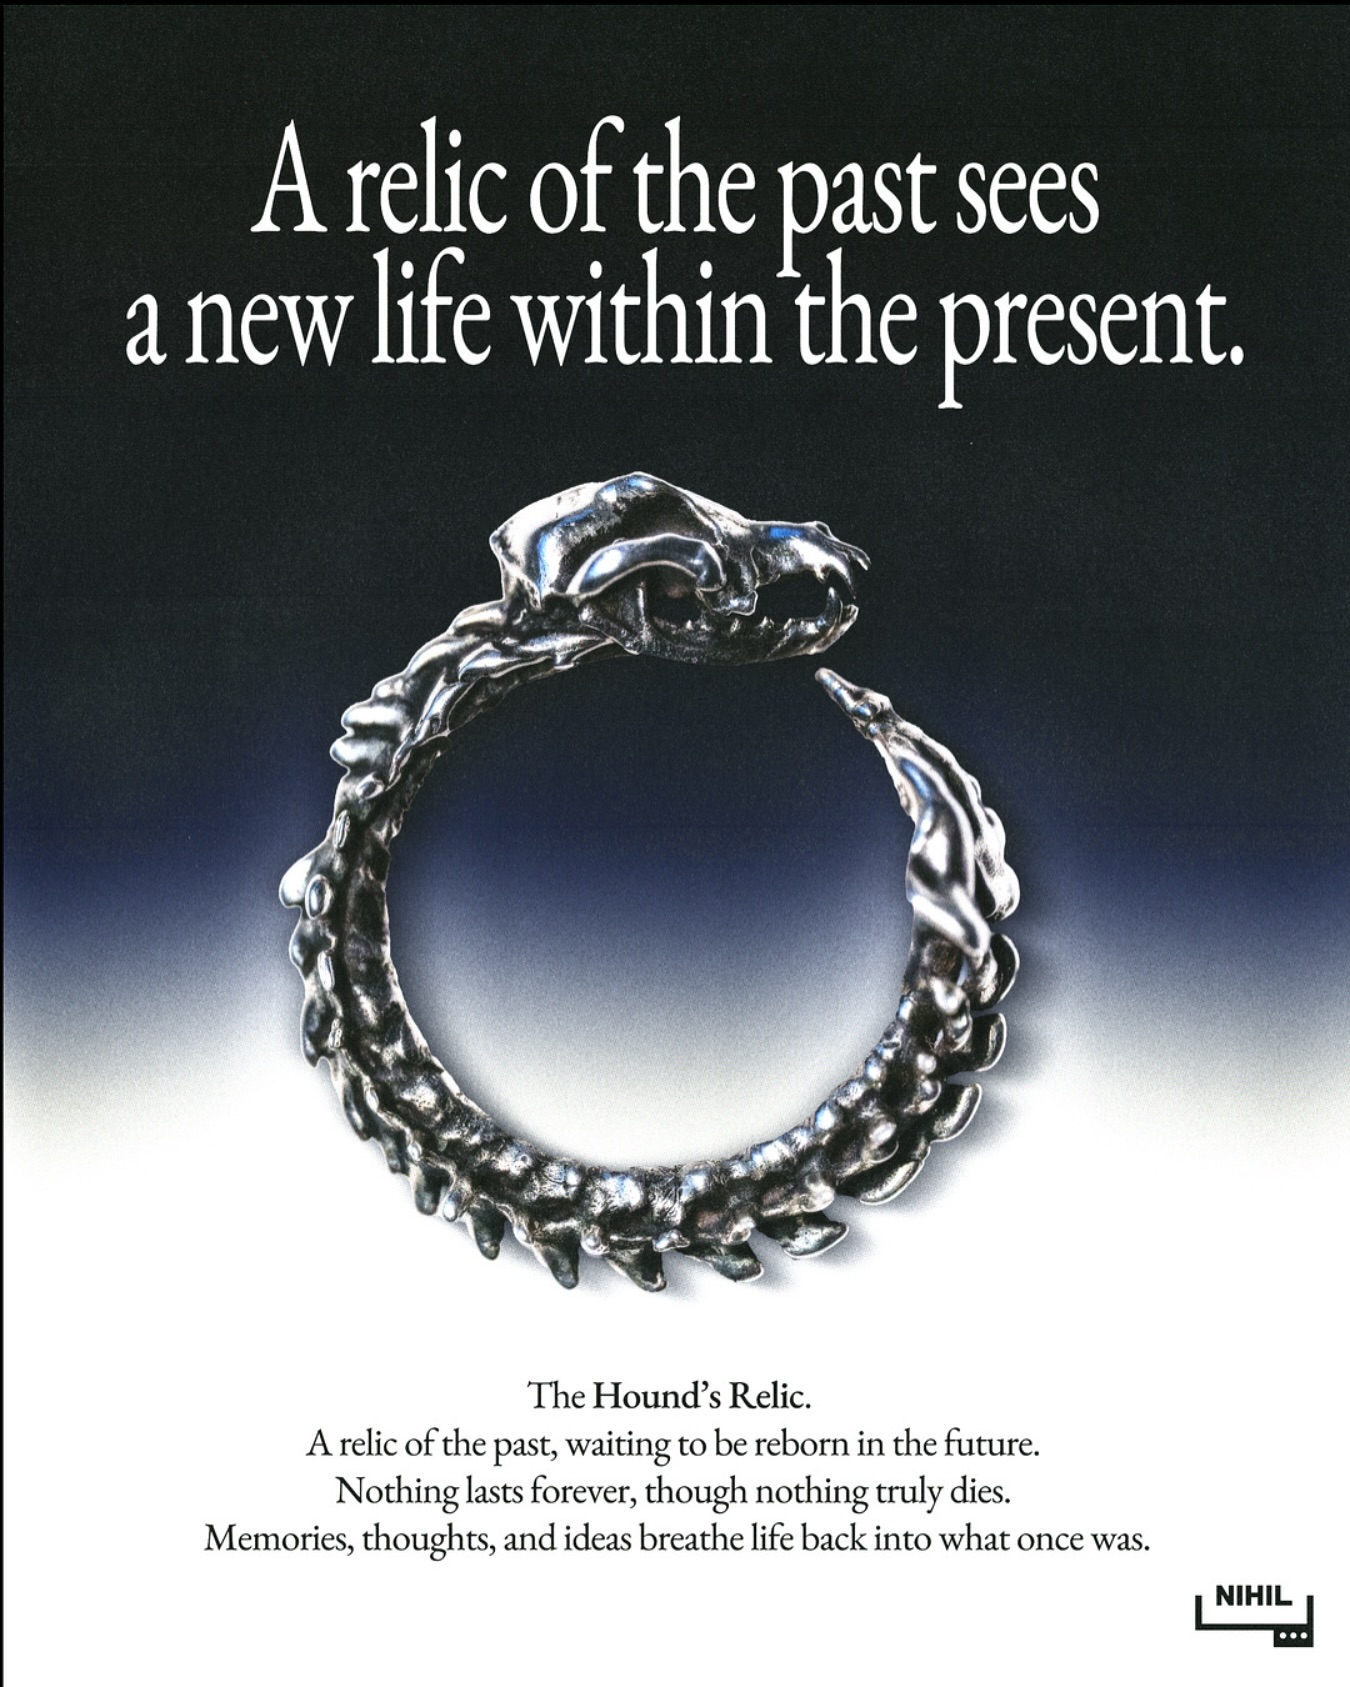 A relic of the past sees
a new life within the present.
The Hound’s Relic.
A relic of the past, waiting to be reborn in the future.
Nothing lasts forever, though nothing truly dies.
Memories, thoughts, and ideas breathe life back into what once was.
NIHIL